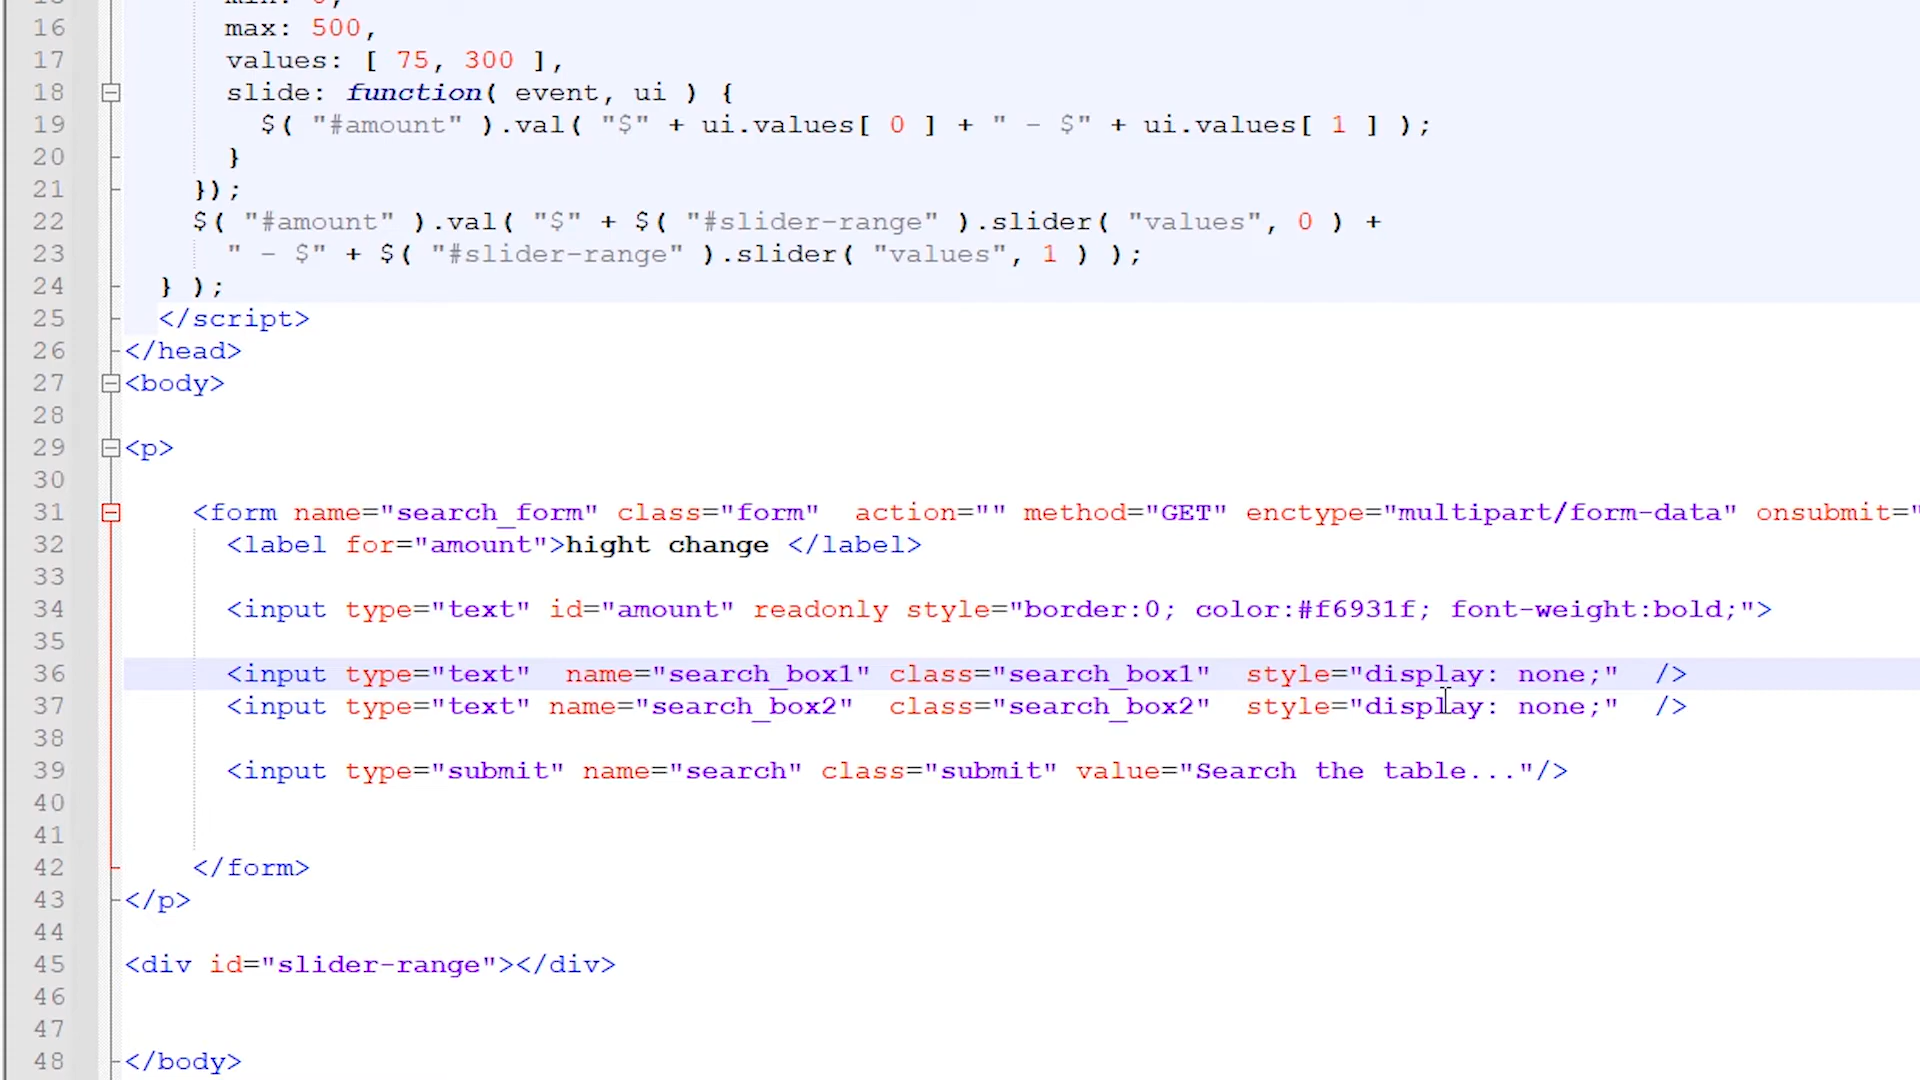 16 max: 500,
17 values: [ 75, 300 ],
18 slide: function( event, ui ) {
19 $( "#amount" ).val( "$" + ui.values[ 0 ] + " - $" + ui.values[ 1 ] );
20 }
21 });
22 $( "#amount" ).val( "$" + $( "#slider-range" ).slider( "values", 0 ) +
23 " - $" + $( "#slider-range" ).slider( "values", 1 ) );
24 } );
25 </script>
26 </head>
27 <body>
28
29 <p>
30
31 <form name="search_form" class="form"  action="" method="GET" enctype="multipart/form-data" onsubmit="
32 <label for="amount">hight change </label>
33
34 <input type="text" id="amount" readonly style="border:0; color:#f6931f; font-weight:bold;">
35
36 <input type="text"  name="search_box1" class="search_box1"  style="display: none;"  />
37 <input type="text" name="search_box2"  class="search_box2"  style="display: none;"  />
38
39 <input type="submit" name="search" class="submit" value="Search the table..."/>
40
41
42 </form>
43 </p>
44
45 <div id="slider-range"></div>
46
47
48 </body>